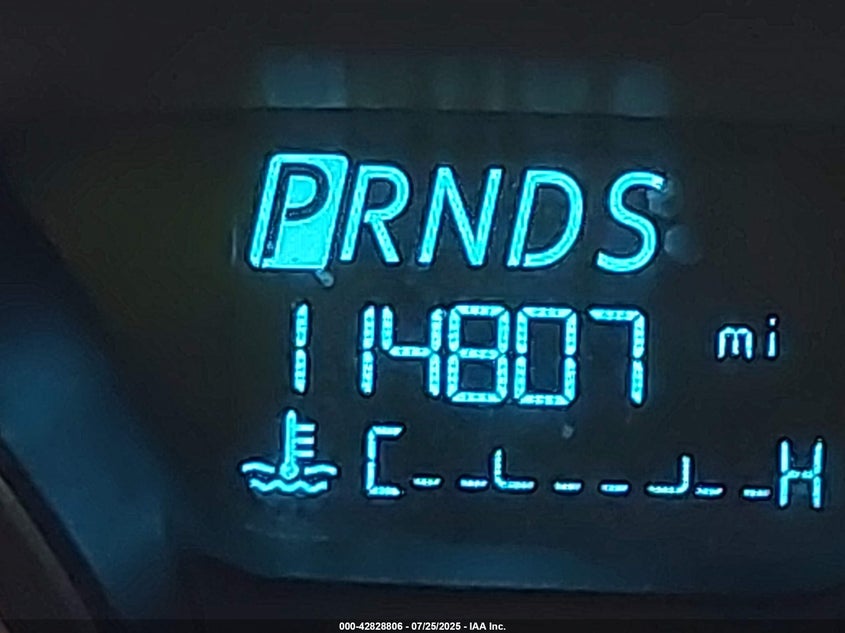 PRNDS
114807 mi
C H
000-42828806 - 07/25/2025 - IAA Inc.